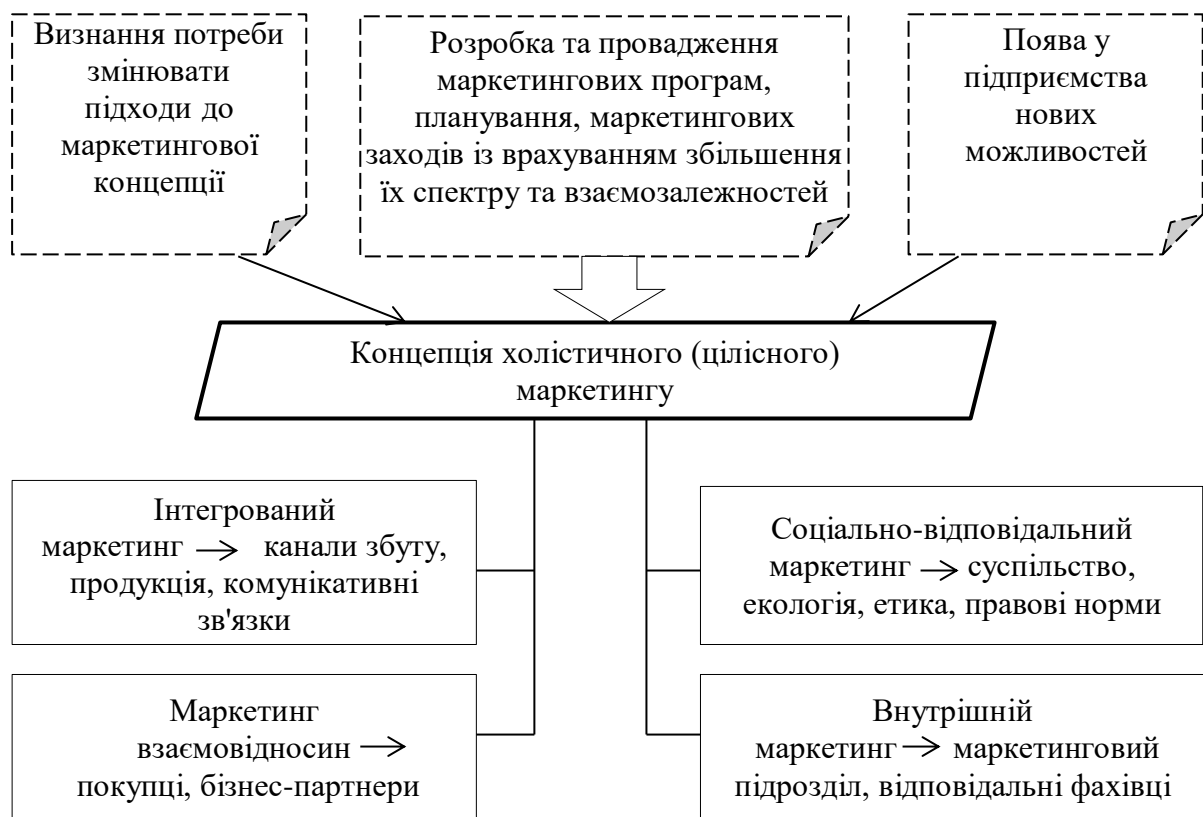 Визнання потреби
змінювати
підходи до
маркетингової
концепції
Розробка та провадження
маркетингових програм,
планування, маркетингових
заходів із врахуванням збільшення
їх спектру та взаємозалежностей
Поява у
підприємства
нових
можливостей
Концепція холістичного (цілісного)
маркетингу
Інтегрований
маркетинг → канали збуту,
продукція, комунікативні
зв'язки
Соціально-відповідальний
маркетинг → суспільство,
екологія, етика, правові норми
Маркетинг
взаємовідносин →
покупці, бізнес-партнери
Внутрішній
маркетинг → маркетинговий
підрозділ, відповідальні фахівці